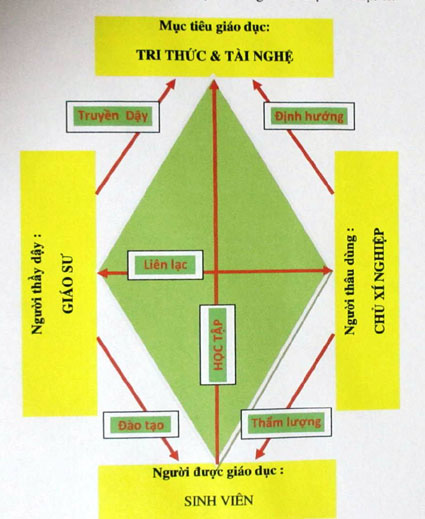 Mục tiêu giáo dục:
TRI THỨC & TÀI NGHỆ
Truyền Dậy
Định hướng
Người thầy dậy :
GIÁO SƯ
Liên lạc
Người thâu dùng :
CHỦ XÍ NGHIỆP
HỌC TẬP
Đào tạo
Thẩm lượng
Người được giáo dục :
SINH VIÊN